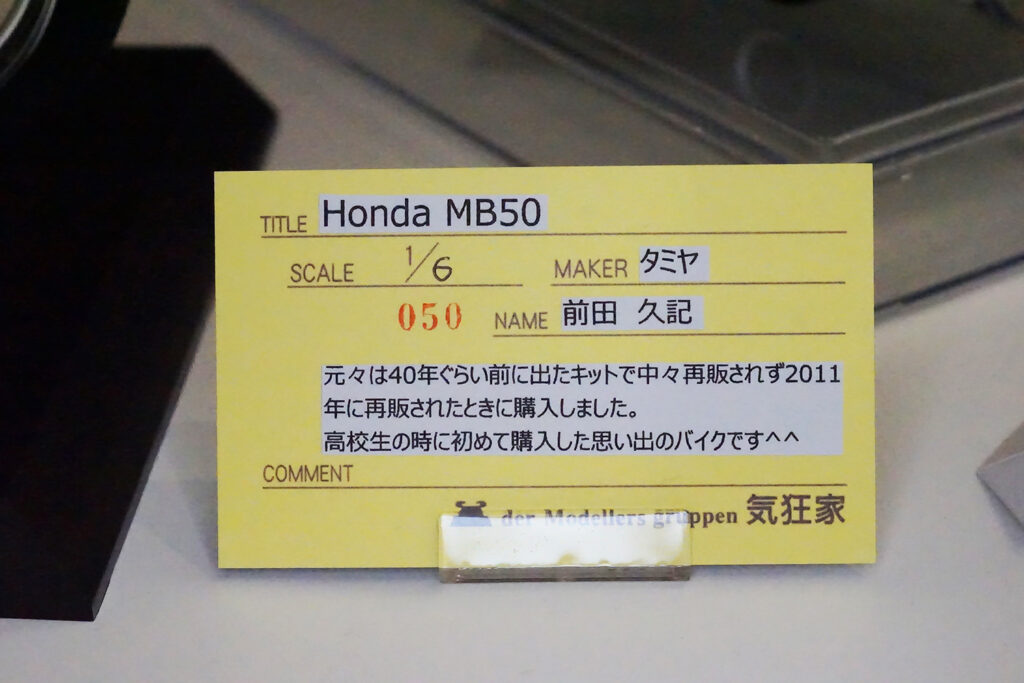 TITLE Honda MB50
SCALE 1/6 MAKER タミヤ
050 NAME 前田 久記
元々は40年ぐらい前に出たキットで中々再販されず2011
年に再販されたときに購入しました。
高校生の時に初めて購入した思い出のバイクです^^
COMMENT
der Modellers gruppen 気狂家